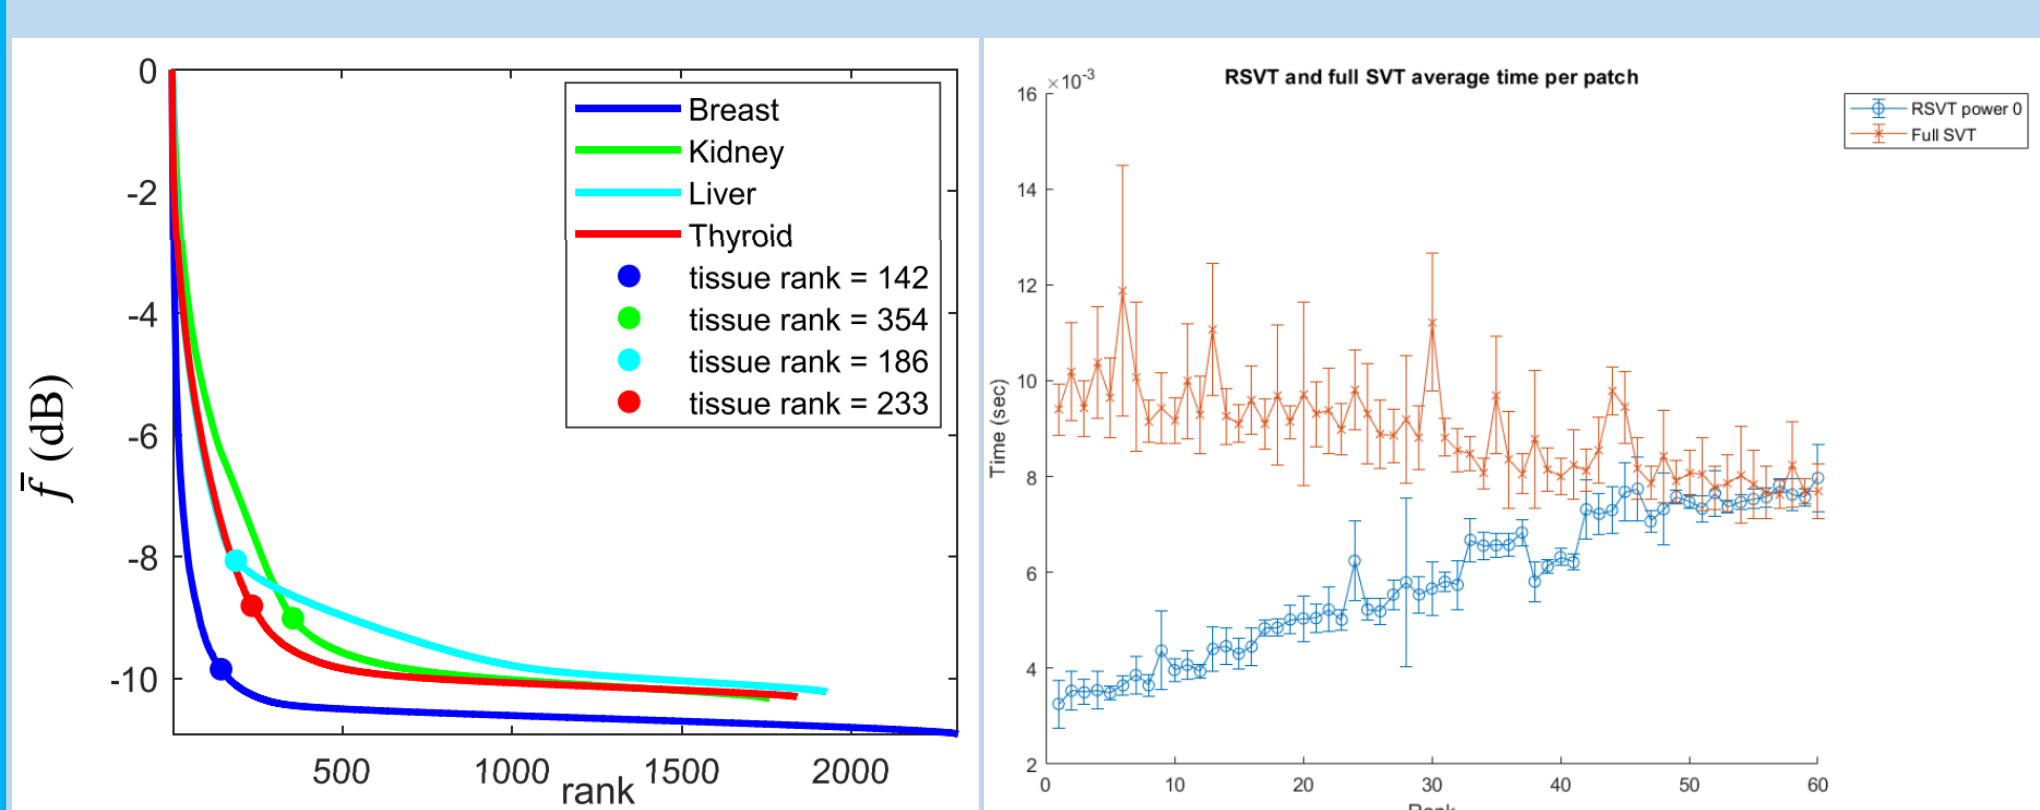 0
-2
-4
-6
-8
-10
f̄ (dB)
500
1000
1500
2000
rank
Breast
Kidney
Liver
Thyroid
tissue rank = 142
tissue rank = 354
tissue rank = 186
tissue rank = 233
RSVT and full SVT average time per patch
×10⁻³
16
14
12
10
8
6
4
2
Time (sec)
0
10
20
30
40
50
60
Rank
RSVT power 0
Full SVT